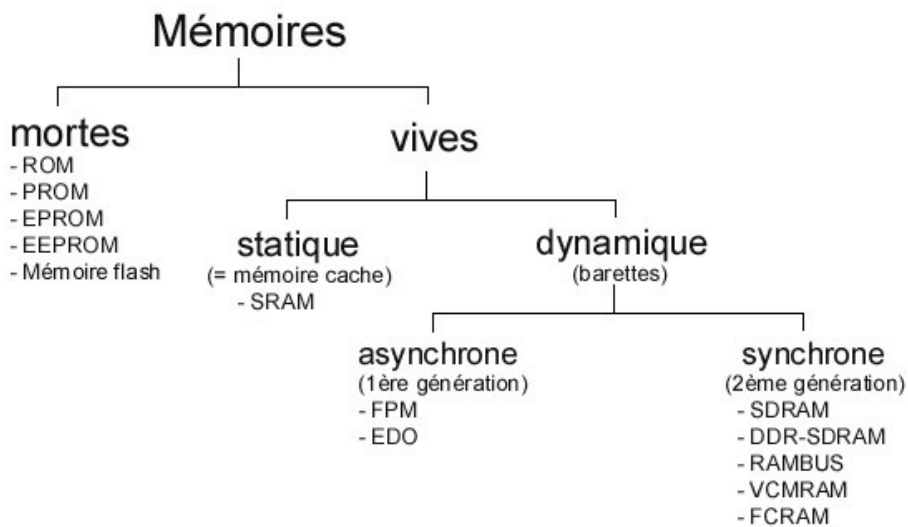 Mémoires
mortes
- ROM
- PROM
- EPROM
- EEPROM
- Mémoire flash
vives
statique
(= mémoire cache)
- SRAM
dynamique
(barettes)
asynchrone
(1ère génération)
- FPM
- EDO
synchrone
(2ème génération)
- SDRAM
- DDR-SDRAM
- RAMBUS
- VCMRAM
- FCRAM